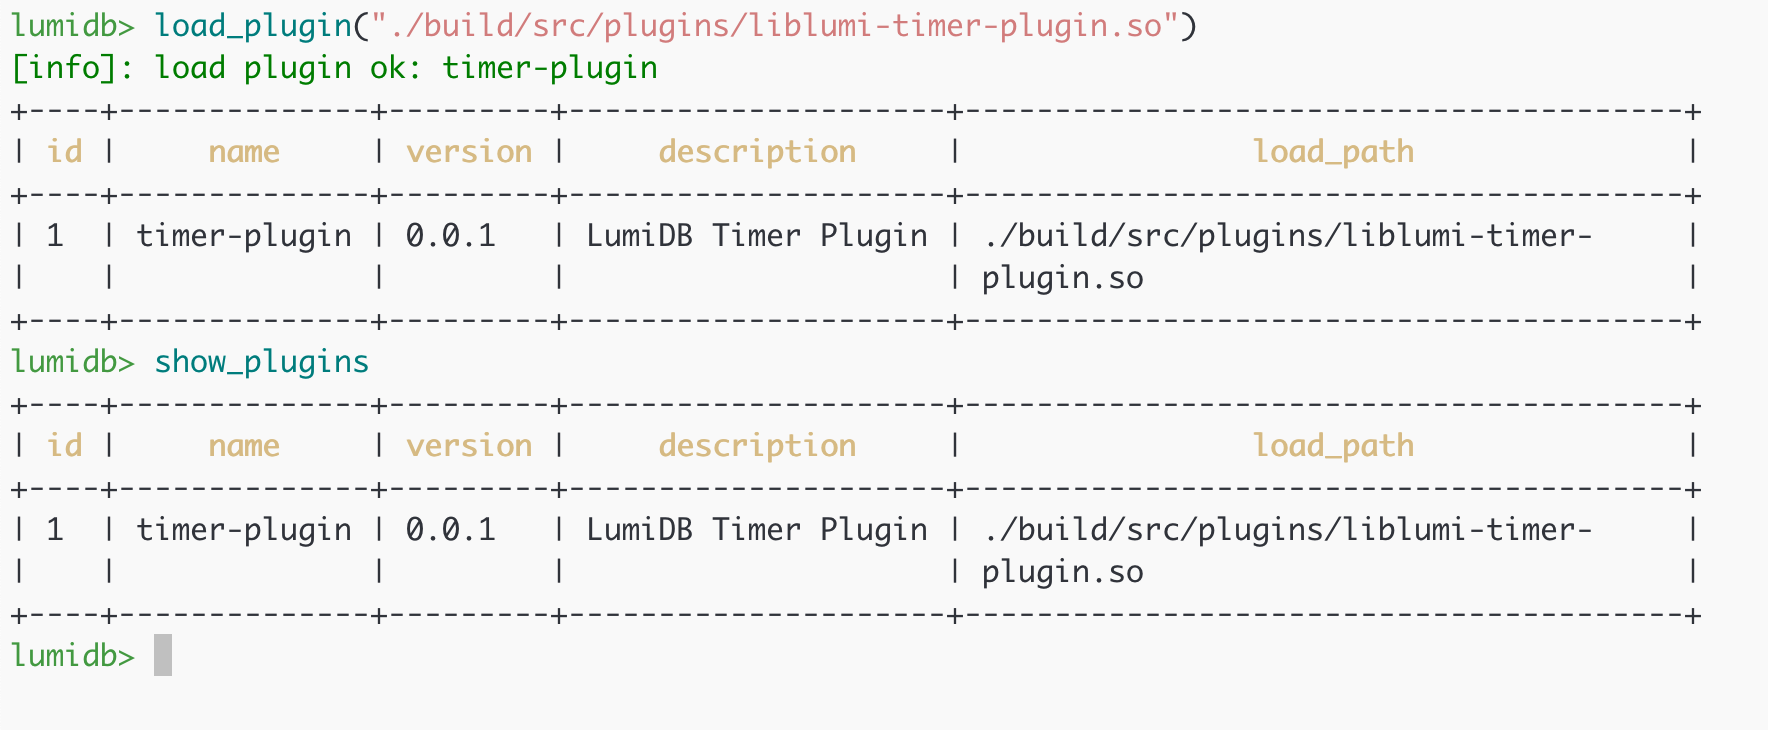 lumidb> load_plugin("./build/src/plugins/liblumi-timer-plugin.so")
[info]: load plugin ok: timer-plugin
+----+--------------+---------+---------------------+----------------------------------------+
| id |     name     | version |     description     |                load_path               |
+----+--------------+---------+---------------------+----------------------------------------+
| 1  | timer-plugin | 0.0.1   | LumiDB Timer Plugin | ./build/src/plugins/liblumi-timer-     |
|    |              |         |                     | plugin.so                              |
+----+--------------+---------+---------------------+----------------------------------------+
lumidb> show_plugins
+----+--------------+---------+---------------------+----------------------------------------+
| id |     name     | version |     description     |                load_path               |
+----+--------------+---------+---------------------+----------------------------------------+
| 1  | timer-plugin | 0.0.1   | LumiDB Timer Plugin | ./build/src/plugins/liblumi-timer-     |
|    |              |         |                     | plugin.so                              |
+----+--------------+---------+---------------------+----------------------------------------+
lumidb>